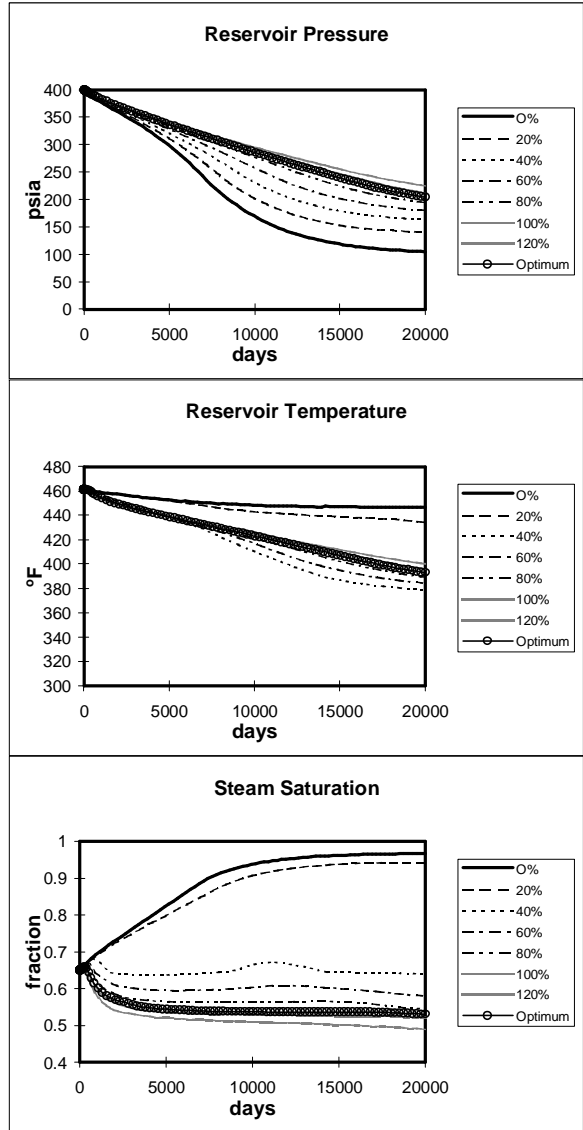 Reservoir Pressure
400
350
300
250
200
150
100
50
0
psia
0 5000 10000 15000 20000
days
O%
20%
40%
60%
80%
100%
120%
Optimum
Reservoir Temperature
480
460
440
420
400
380
360
340
320
300
ºF
0 5000 10000 15000 20000
days
O%
20%
40%
60%
80%
100%
120%
Optimum
Steam Saturation
1
0.9
0.8
0.7
0.6
0.5
0.4
fraction
0 5000 10000 15000 20000
days
O%
20%
40%
60%
80%
100%
120%
Optimum